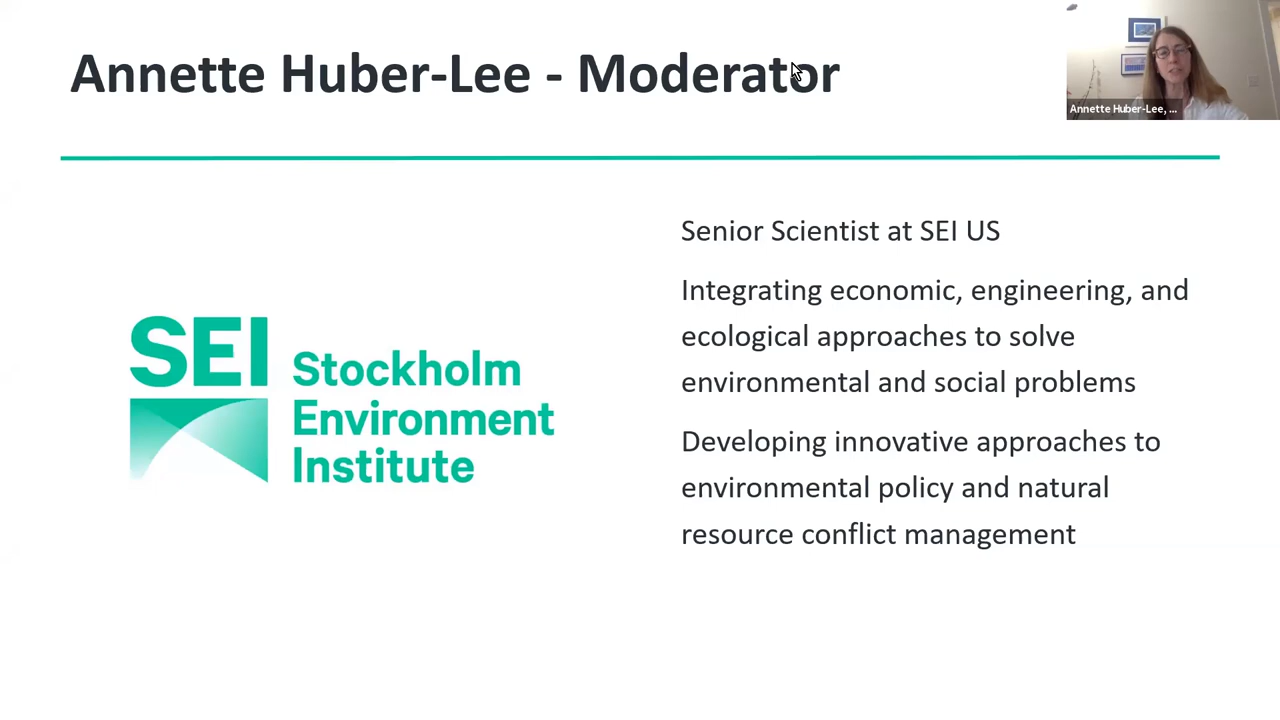 Annette Huber-Lee - Moderator
Annette Huber-Lee, ...
Senior Scientist at SEI US
Integrating economic, engineering, and
ecological approaches to solve
environmental and social problems
Developing innovative approaches to
environmental policy and natural
resource conflict management
SEI
Stockholm
Environment
Institute